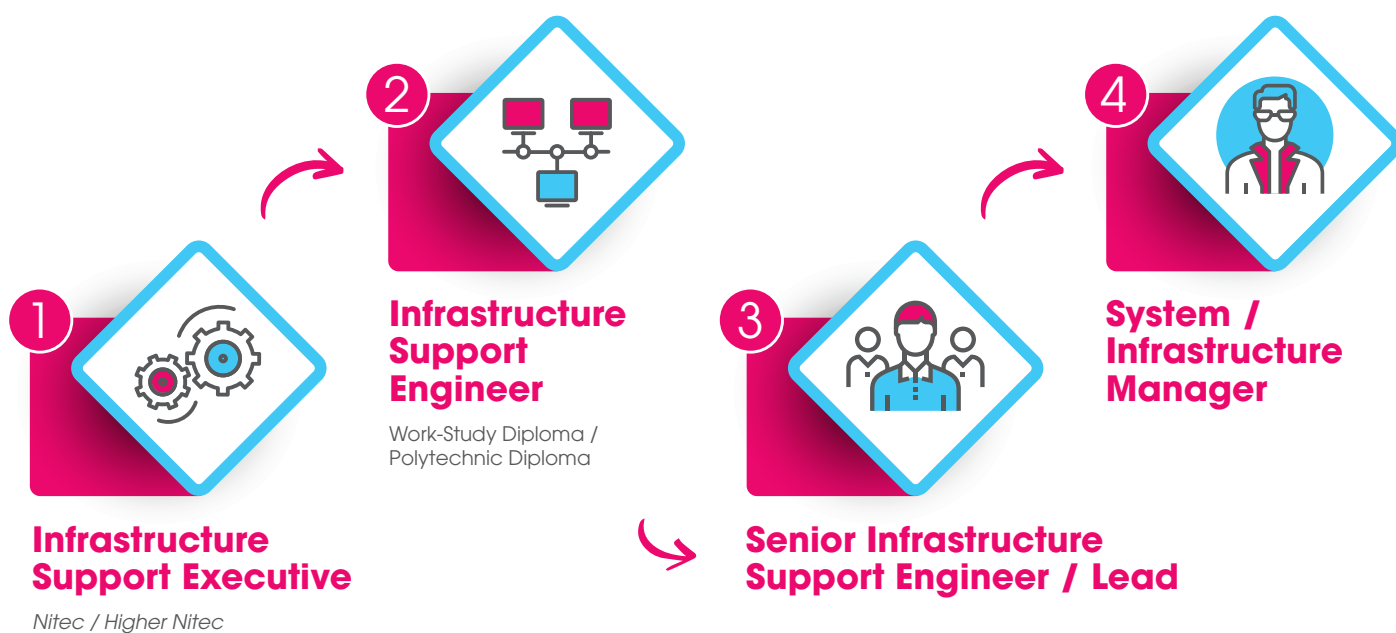 1
Infrastructure
Support Executive
Nitec / Higher Nitec
2
Infrastructure
Support
Engineer
Work-Study Diploma /
Polytechnic Diploma
3
Senior Infrastructure
Support Engineer / Lead
4
System /
Infrastructure
Manager